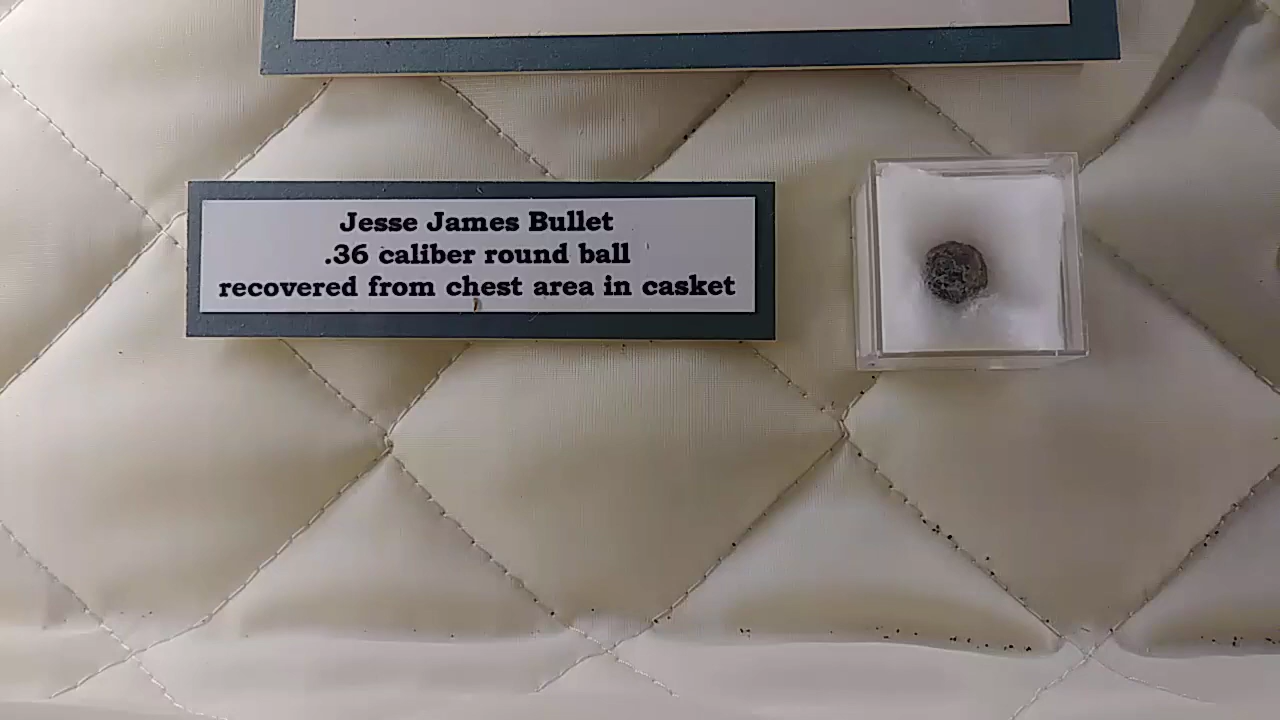 Jesse James Bullet
.36 caliber round ball
recovered from chest area in casket